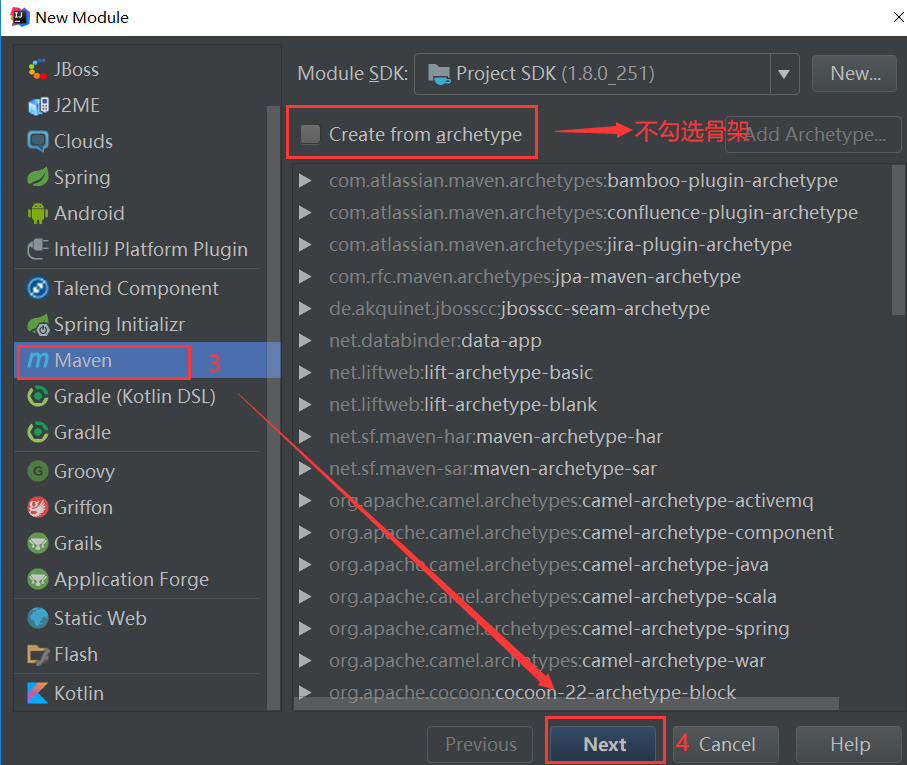 New Module
JBoss
J2ME
Clouds
Spring
Android
IntelliJ Platform Plugin
Talend Component
Spring Initializr
Maven
3
Gradle (Kotlin DSL)
Gradle
Groovy
Griffon
Grails
Application Forge
Static Web
Flash
Kotlin
Module SDK: Project SDK (1.8.0_251) New...
Create from archetype 不勾选骨架 Add Archetype...
com.atlassian.maven.archetypes:bamboo-plugin-archetype
com.atlassian.maven.archetypes:confluence-plugin-archetype
com.atlassian.maven.archetypes:jira-plugin-archetype
com.rfc.maven.archetypes:jpa-maven-archetype
de.akquinet.jbosscc:jbosscc-seam-archetype
net.databinder:data-app
net.liftweb:lift-archetype-basic
net.liftweb:lift-archetype-blank
net.sf.maven-har:maven-archetype-har
net.sf.maven-sar:maven-archetype-sar
org.apache.camel.archetypes:camel-archetype-activemq
org.apache.camel.archetypes:camel-archetype-component
org.apache.camel.archetypes:camel-archetype-java
org.apache.camel.archetypes:camel-archetype-scala
org.apache.camel.archetypes:camel-archetype-spring
org.apache.camel.archetypes:camel-archetype-war
org.apache.cocoon:cocoon-22-archetype-block
Previous Next 4 Cancel Help